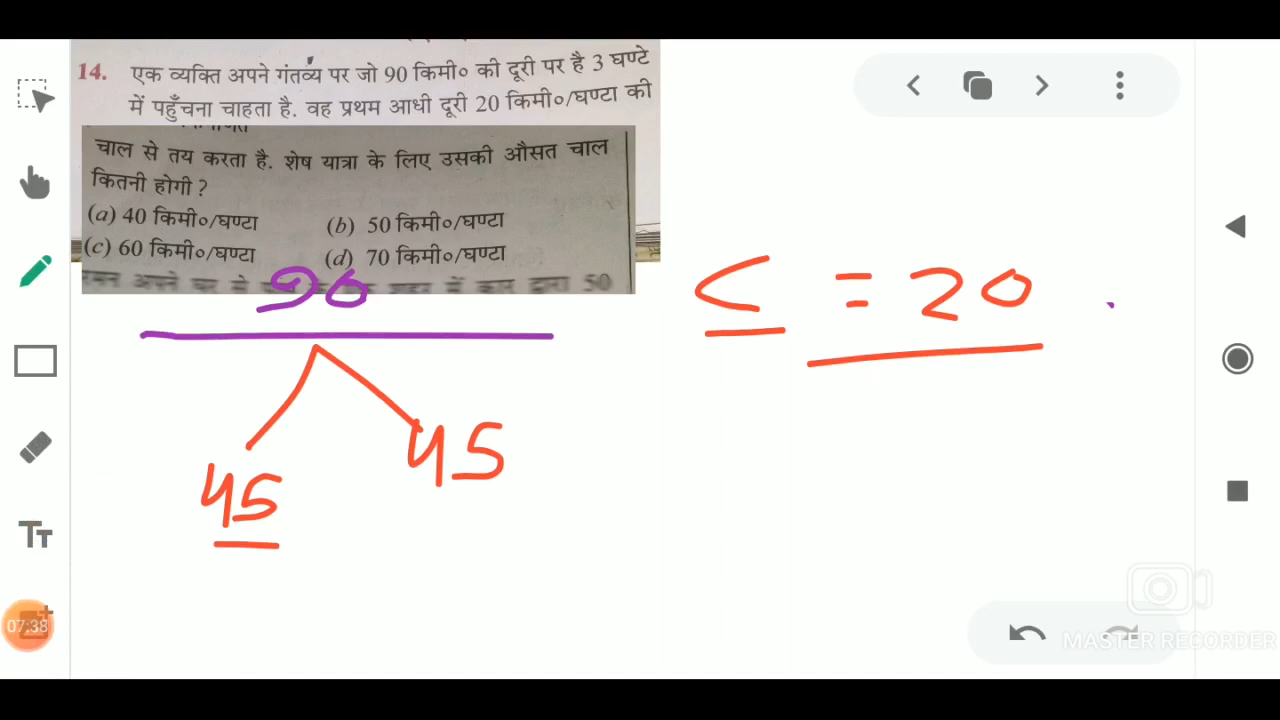 14. एक व्यक्ति अपने गंतव्य पर जो 90 किमी० की दूरी पर है 3 घण्टे
में पहुँचना चाहता है. वह प्रथम आधी दूरी 20 किमी०/घण्टा की
चाल से तय करता है. शेष यात्रा के लिए उसकी औसत चाल
कितनी होगी ?
(a) 40 किमी०/घण्टा (b) 50 किमी०/घण्टा
(c) 60 किमी०/घण्टा (d) 70 किमी०/घण्टा
90
= 20
45
45
TT
07:38
MASTER RECORDER